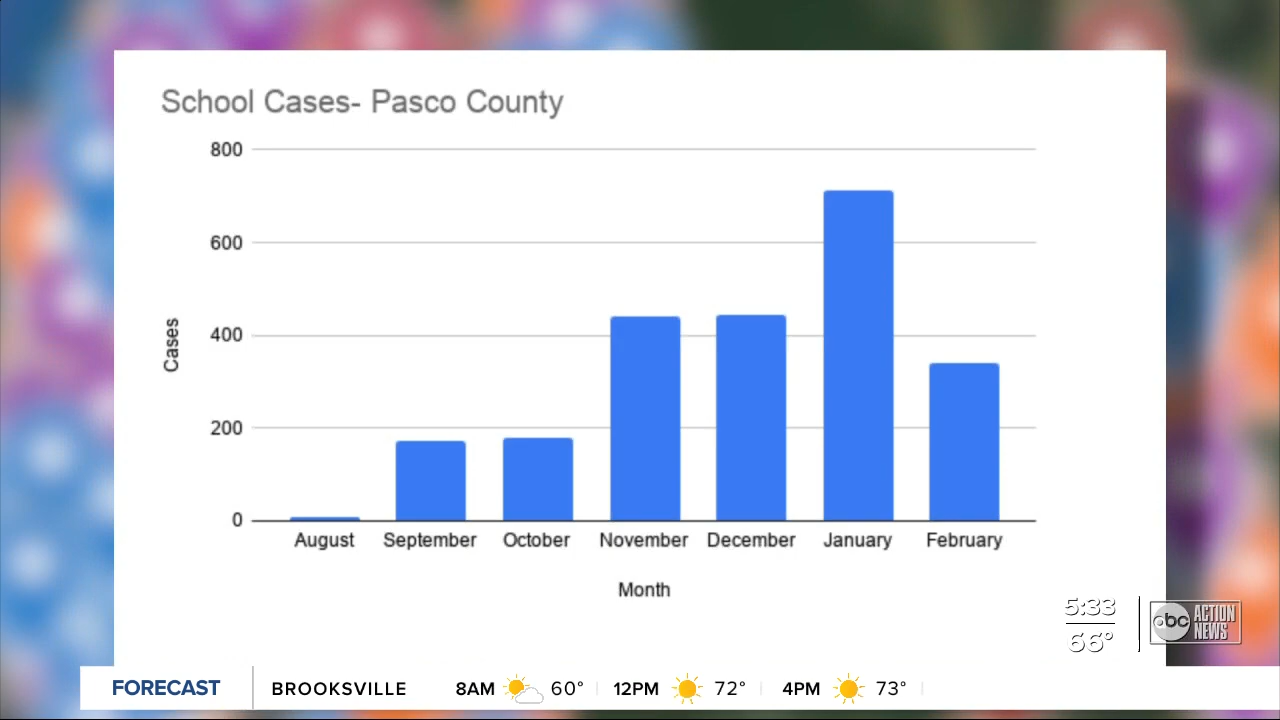 School Cases- Pasco County
800
600
400
200
0
Cases
August September October November December January February
Month
5:33
66°
abc ACTION NEWS
FORECAST BROOKSVILLE 8AM 60° 12PM 72° 4PM 73°